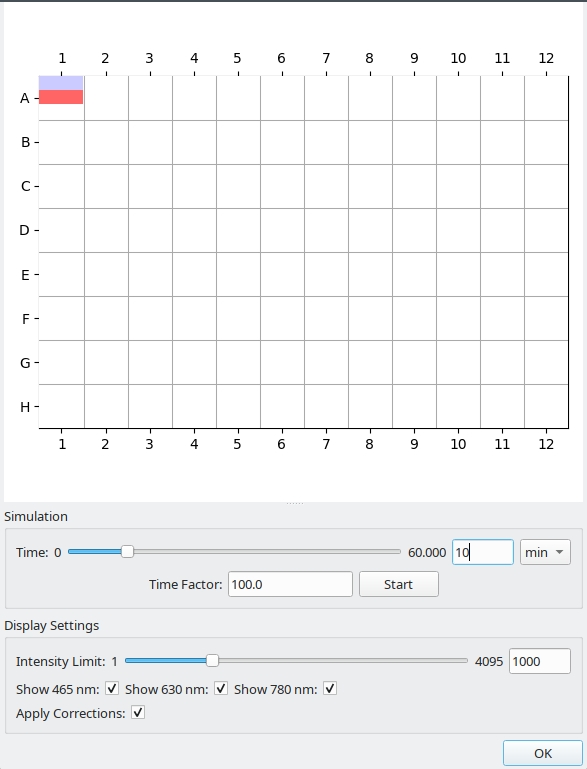 1 2 3 4 5 6 7 8 9 10 11 12
A
B
C
D
E
F
G
H
1 2 3 4 5 6 7 8 9 10 11 12
Simulation
Time: 0 60.000 10 min
Time Factor: 100.0 Start
Display Settings
Intensity Limit: 1 4095 1000
Show 465 nm: Show 630 nm: Show 780 nm:
Apply Corrections:
OK